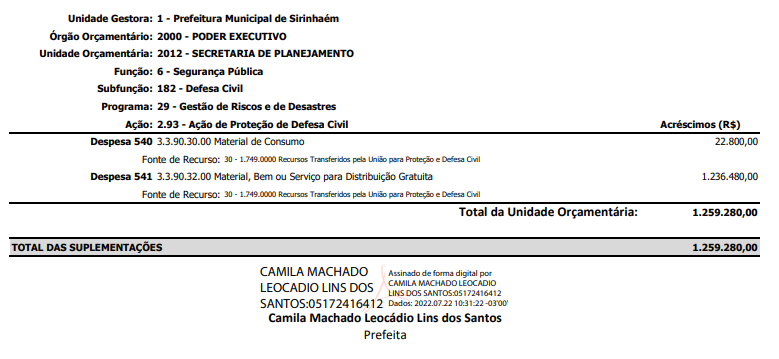 Unidade Gestora: 1 - Prefeitura Municipal de Sirinhaém
Órgão Orçamentário: 2000 - PODER EXECUTIVO
Unidade Orçamentária: 2012 - SECRETARIA DE PLANEJAMENTO
Função: 6 - Segurança Pública
Subfunção: 182 - Defesa Civil
Programa: 29 - Gestão de Riscos e de Desastres
Ação: 2.93 - Ação de Proteção de Defesa Civil Acréscimos (R$)
Despesa 540 3.3.90.30.00 Material de Consumo 22.800,00
Fonte de Recurso: 30 - 1.749.0000 Recursos Transferidos pela União para Proteção e Defesa Civil
Despesa 541 3.3.90.32.00 Material, Bem ou Serviço para Distribuição Gratuita 1.236.480,00
Fonte de Recurso: 30 - 1.749.0000 Recursos Transferidos pela União para Proteção e Defesa Civil
Total da Unidade Orçamentária: 1.259.280,00
TOTAL DAS SUPLEMENTAÇÕES 1.259.280,00
CAMILA MACHADO
LEOCADIO LINS DOS
SANTOS:05172416412
Assinado de forma digital por
CAMILA MACHADO LEOCADIO
LINS DOS SANTOS:05172416412
Dados: 2022.07.22 10:31:22 -03'00'
Camila Machado Leocádio Lins dos Santos
Prefeita